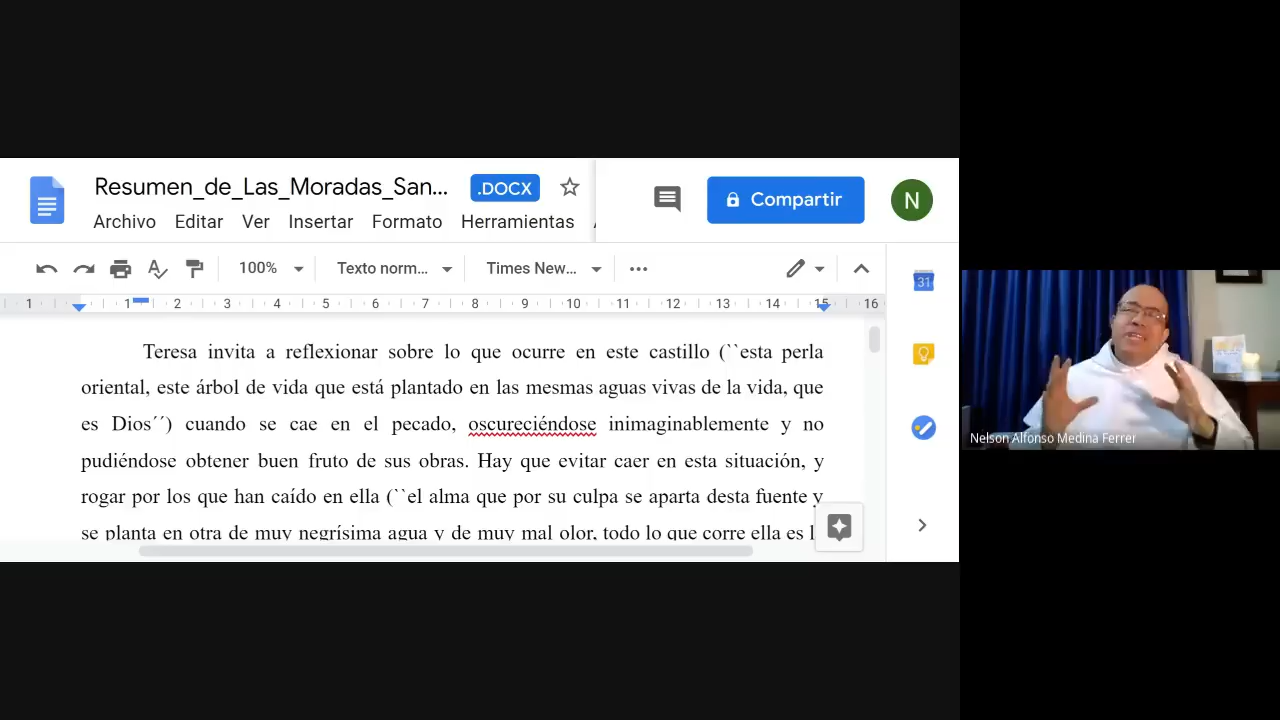 Resumen_de_Las_Moradas_San...
.DOCX
Compartir
N
Archivo Editar Ver Insertar Formato Herramientas
100% Texto norm... Times New...
1 1 2 3 4 5 6 7 8 9 10 11 12 13 14 15 16
31
Teresa invita a reflexionar sobre lo que ocurre en este castillo (``esta perla
oriental, este árbol de vida que está plantado en las mesmas aguas vivas de la vida, que
es Dios´´) cuando se cae en el pecado, oscureciéndose inimaginablemente y no
pudiéndose obtener buen fruto de sus obras. Hay que evitar caer en esta situación, y
rogar por los que han caído en ella (``el alma que por su culpa se aparta desta fuente y
se planta en otra de muy negrísima agua y de muy mal olor, todo lo que corre ella es l
Nelson Alfonso Medina Ferrer